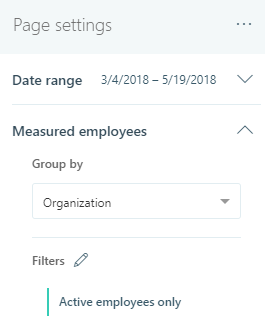 Page settings ...
Date range 3/4/2018 – 5/19/2018
Measured employees
Group by
Organization
Filters
Active employees only